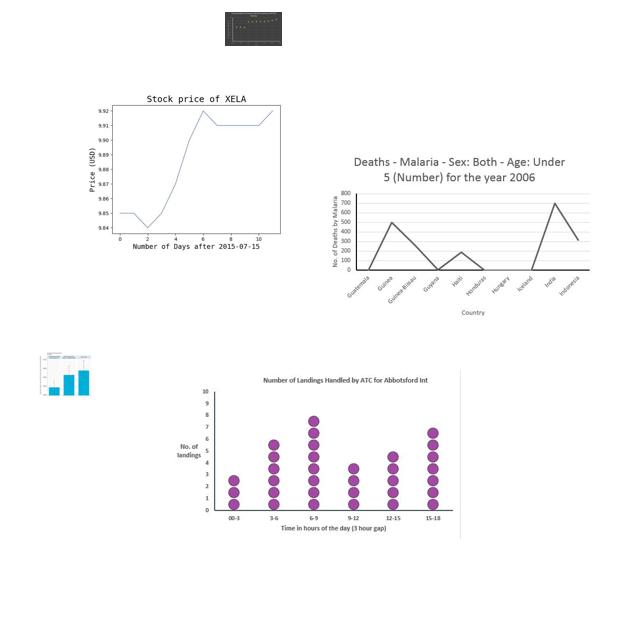 Stock price of XELA
Price (USD)
9.92
9.91
9.90
9.89
9.88
9.87
9.86
9.85
9.84
0 2 4 6 8 10
Number of Days after 2015-07-15
Deaths - Malaria - Sex: Both - Age: Under
5 (Number) for the year 2006
No. of Deaths by Malaria
800
700
600
500
400
300
200
100
0
Guatemala Guinea Guinea-Bissau Guyana Haiti Honduras Hungary Iceland India Indonesia
Country
Number of Landings Handled by ATC for Abbotsford Int
No. of
landings
10
9
8
7
6
5
4
3
2
1
0
00-3 3-6 6-9 9-12 12-15 15-18
Time in hours of the day (3 hour gap)